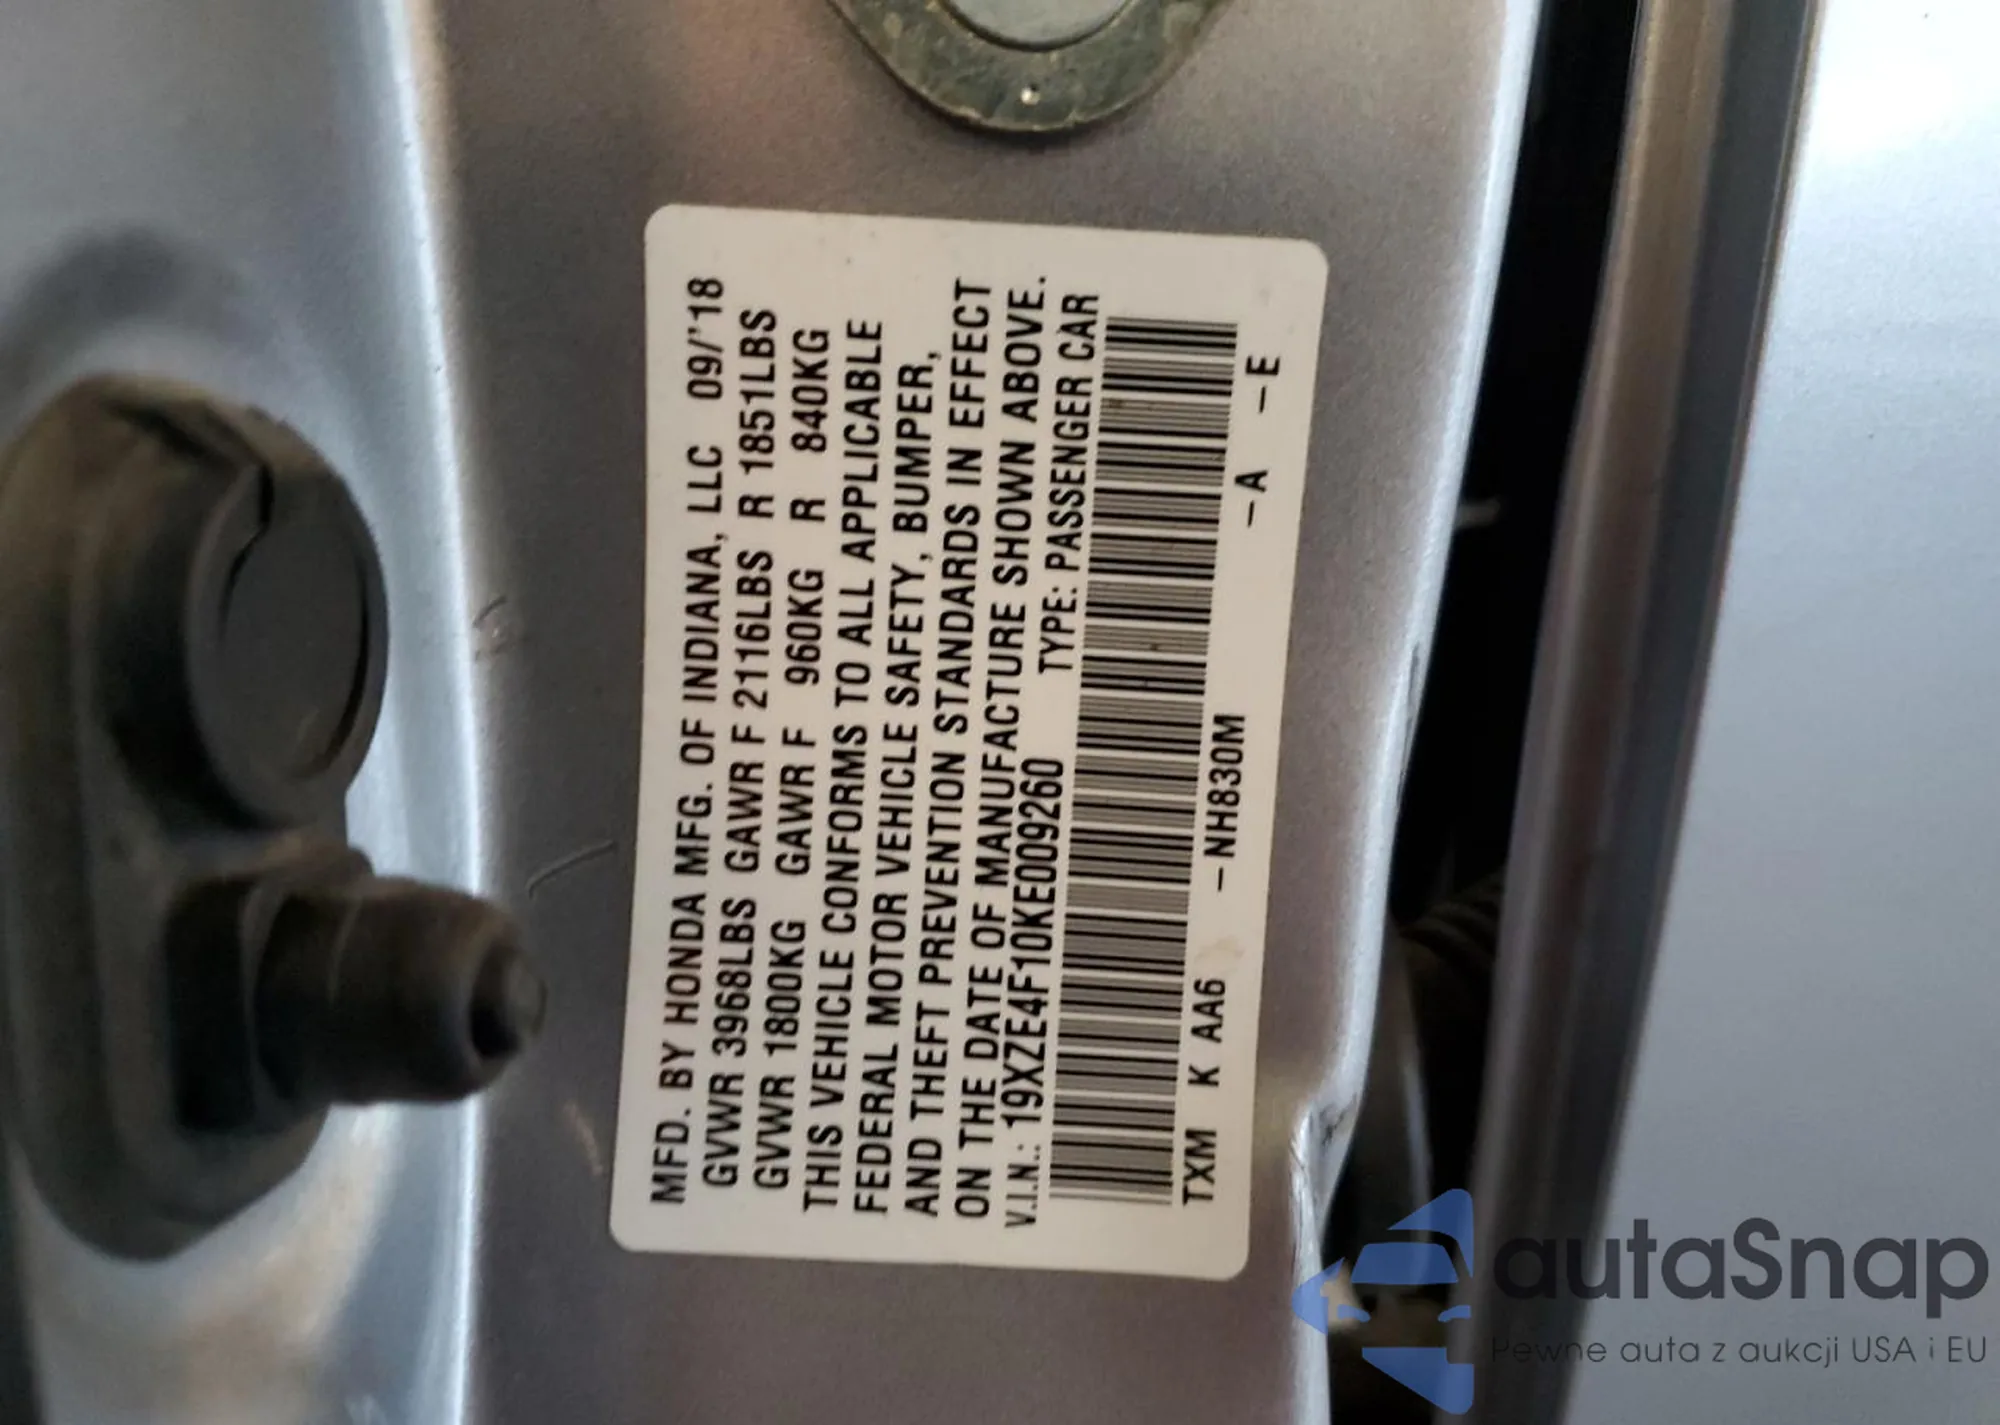 MFD. BY HONDA MFG. OF INDIANA, LLC 09/'18
GVWR 3968LBS GAWR F 2116LBS R 1851LBS
GVWR 1800KG GAWR F 960KG R 840KG
THIS VEHICLE CONFORMS TO ALL APPLICABLE
FEDERAL MOTOR VEHICLE SAFETY, BUMPER,
AND THEFT PREVENTION STANDARDS IN EFFECT
ON THE DATE OF MANUFACTURE SHOWN ABOVE.
V.I.N.: 19XZE4F10KE009260 TYPE: PASSENGER CAR
TXM K AA6 -NH830M -A -E
autaSnap
Pewne auta z aukcji USA i EU